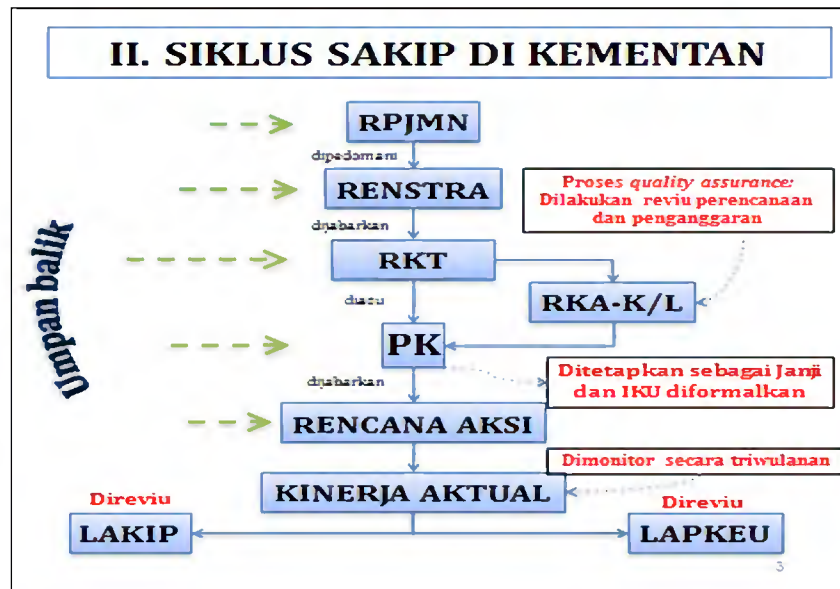 II. SIKLUS SAKIP DI KEMENTAN
RPJMN
dipedomani
RENSTRA
Proses quality assurance:
Dilakukan reviu perencanaan
dan penganggaran
dijabarkan
RKT
Umpan balik
RKA-K/L
diacu
PK
Ditetapkan sebagai Janji
dan IKU diformalkan
dijabarkan
RENCANA AKSI
Dimonitor secara triwulanan
KINERJA AKTUAL
Direviu
Direviu
LAKIP
LAPKEU
3